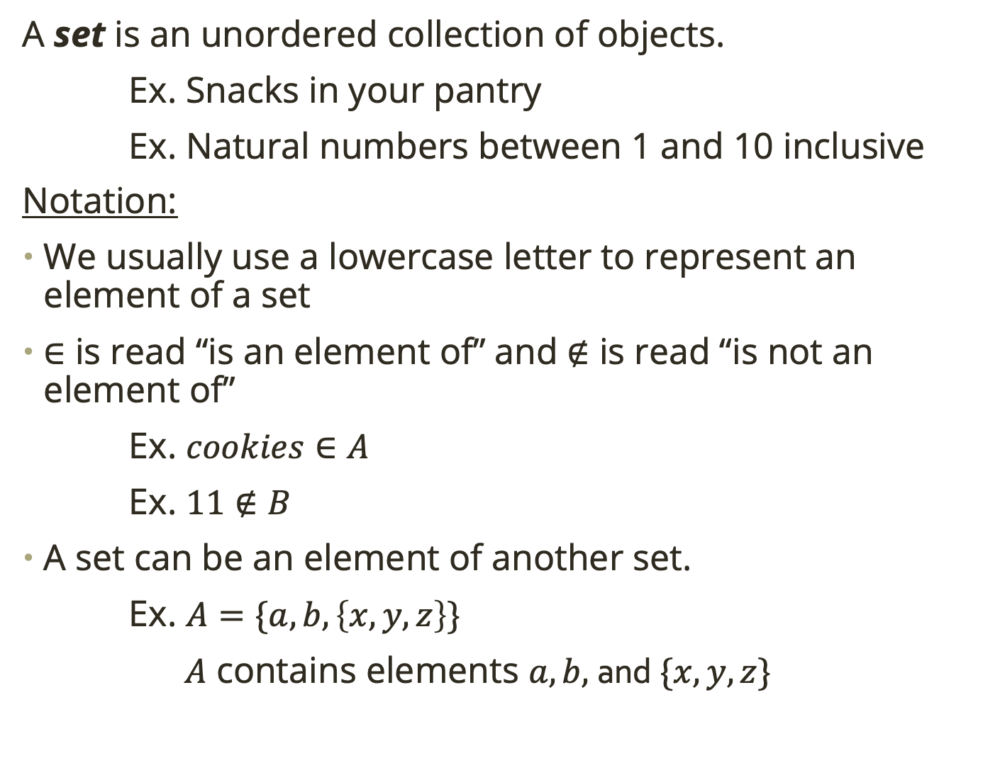 A set is an unordered collection of objects.
Ex. Snacks in your pantry
Ex. Natural numbers between 1 and 10 inclusive
Notation:
• We usually use a lowercase letter to represent an
element of a set
• ∈ is read “is an element of” and ∉ is read “is not an
element of”
Ex. cookies ∈ A
Ex. 11 ∉ B
• A set can be an element of another set.
Ex. A = {a, b, {x, y, z}}
A contains elements a, b, and {x, y, z}